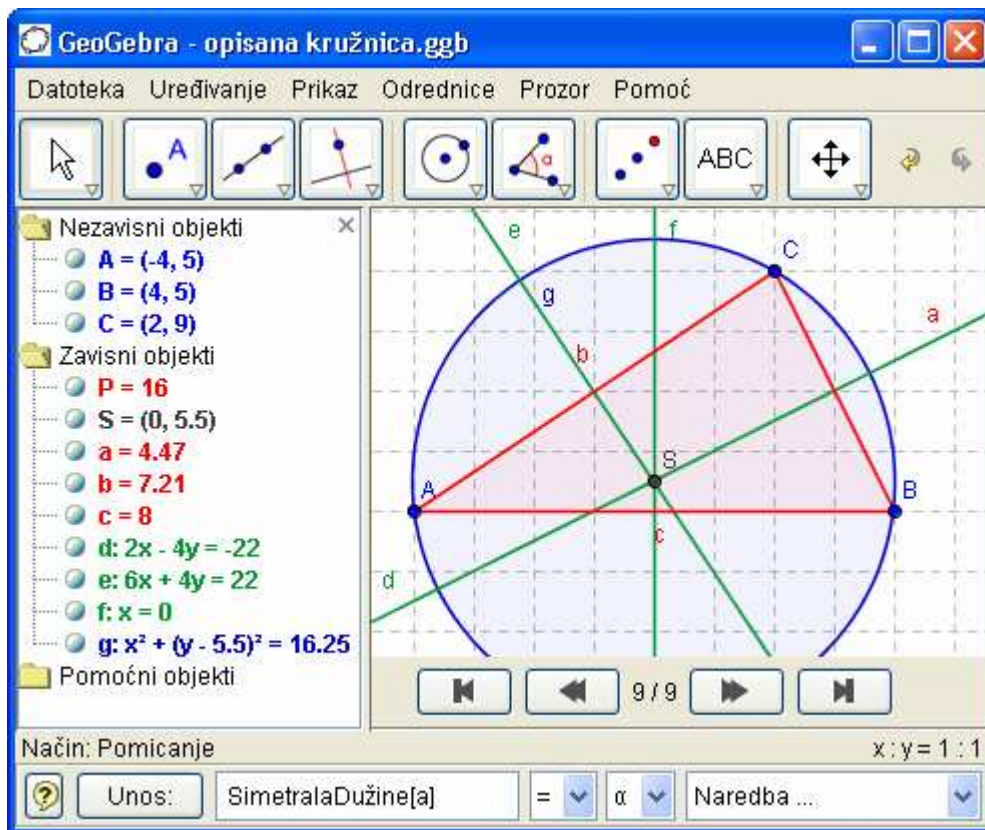 GeoGebra - opisana kružnica.ggb
Datoteka Uređivanje Prikaz Odrednice Prozor Pomoć
A
α
ABC
Nezavisni objekti
A = (-4, 5)
B = (4, 5)
C = (2, 9)
Zavisni objekti
P = 16
S = (0, 5.5)
a = 4.47
b = 7.21
c = 8
d: 2x - 4y = -22
e: 6x + 4y = 22
f: x = 0
g: x² + (y - 5.5)² = 16.25
Pomoćni objekti
e
f
C
g
a
b
S
A
B
c
d
9 / 9
Način: Pomicanje
x : y = 1 : 1
? Unos: SimetralaDužine[a] = α Naredba ...